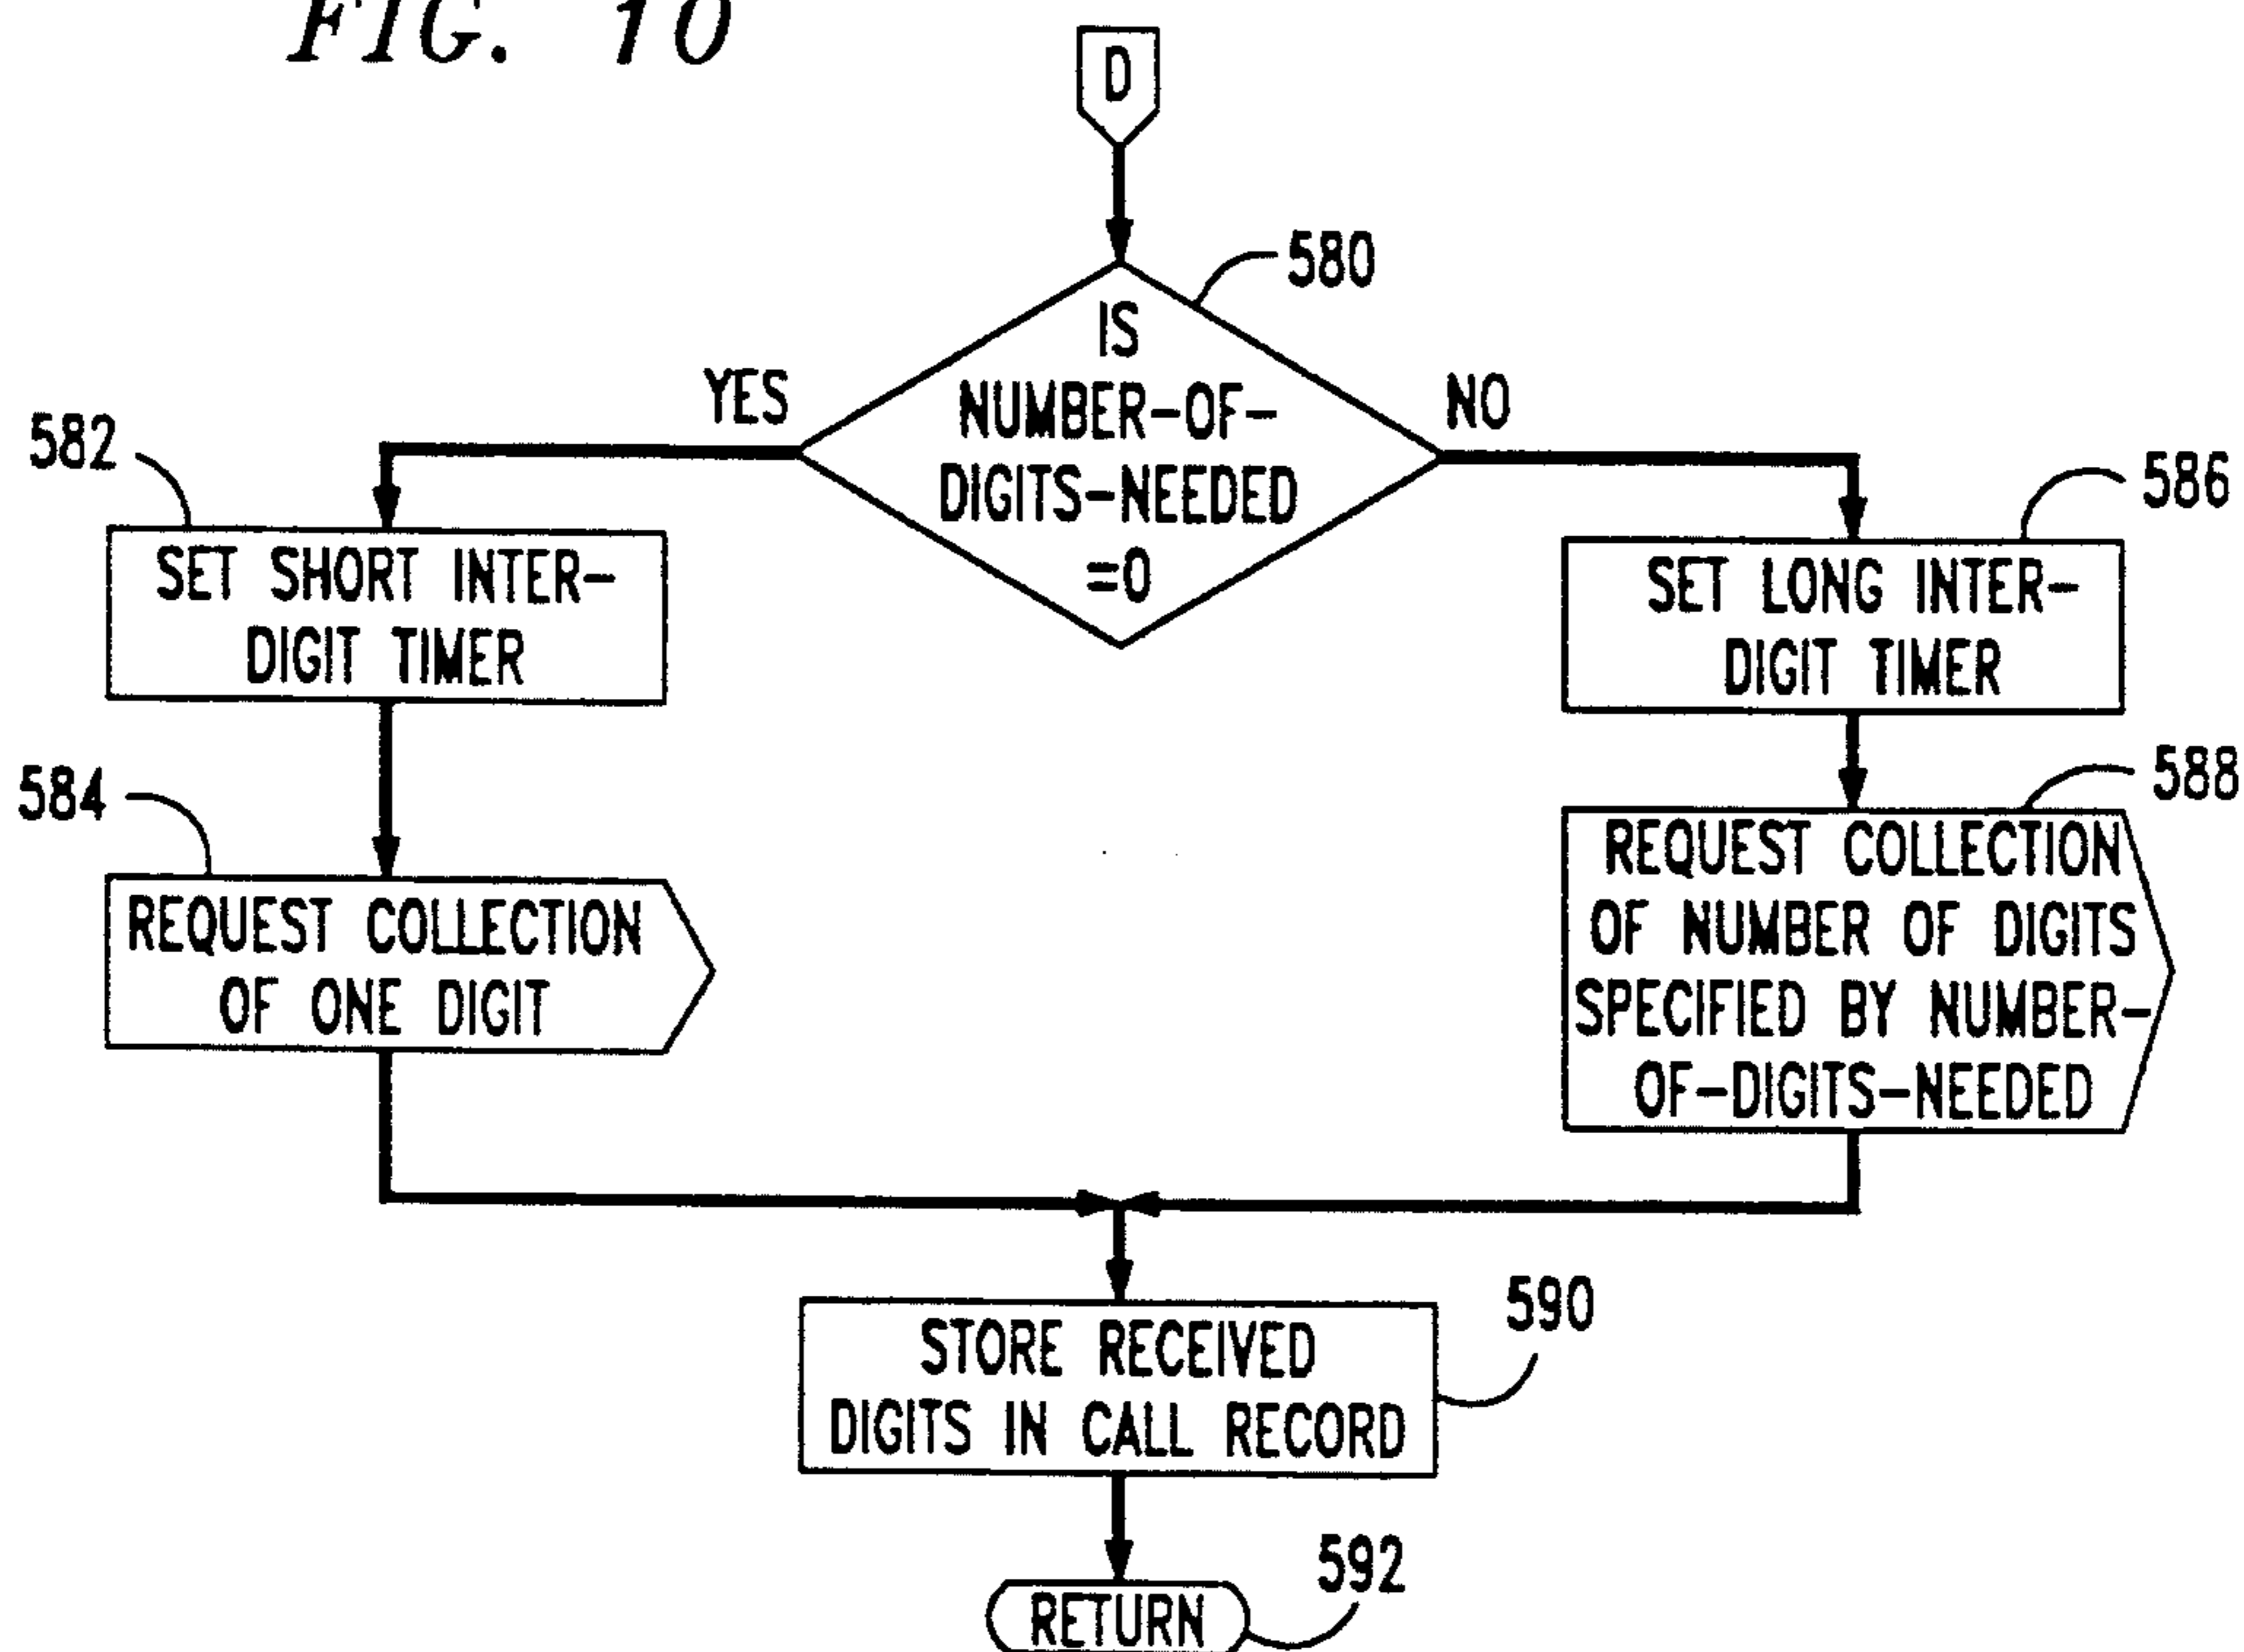 FIG. 10
D
580
IS
NUMBER-OF-
DIGITS-NEEDED
=0
YES
NO
582
SET SHORT INTER-
DIGIT TIMER
586
SET LONG INTER-
DIGIT TIMER
584
REQUEST COLLECTION
OF ONE DIGIT
588
REQUEST COLLECTION
OF NUMBER OF DIGITS
SPECIFIED BY NUMBER-
OF-DIGITS-NEEDED
590
STORE RECEIVED
DIGITS IN CALL RECORD
592
RETURN